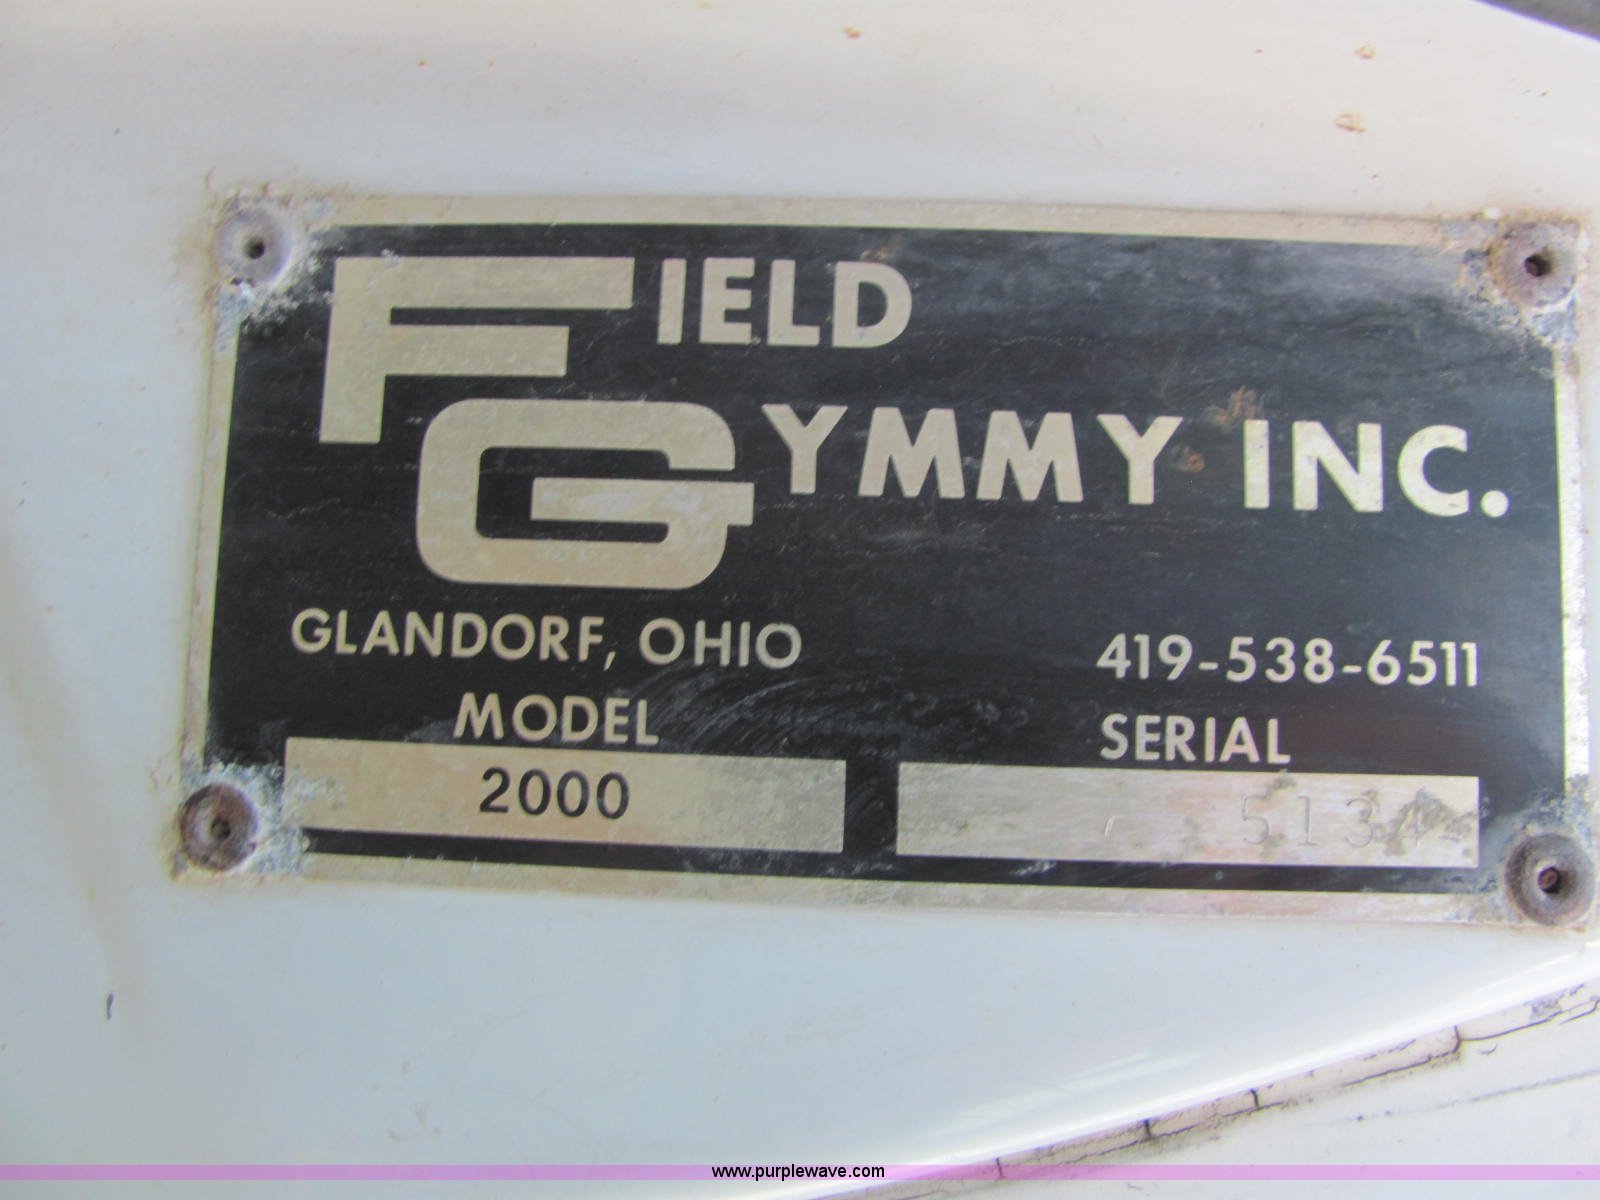 FIELD
GYMMY INC.
GLANDORF, OHIO
419-538-6511
MODEL
SERIAL
2000
5134
www.purplewave.com